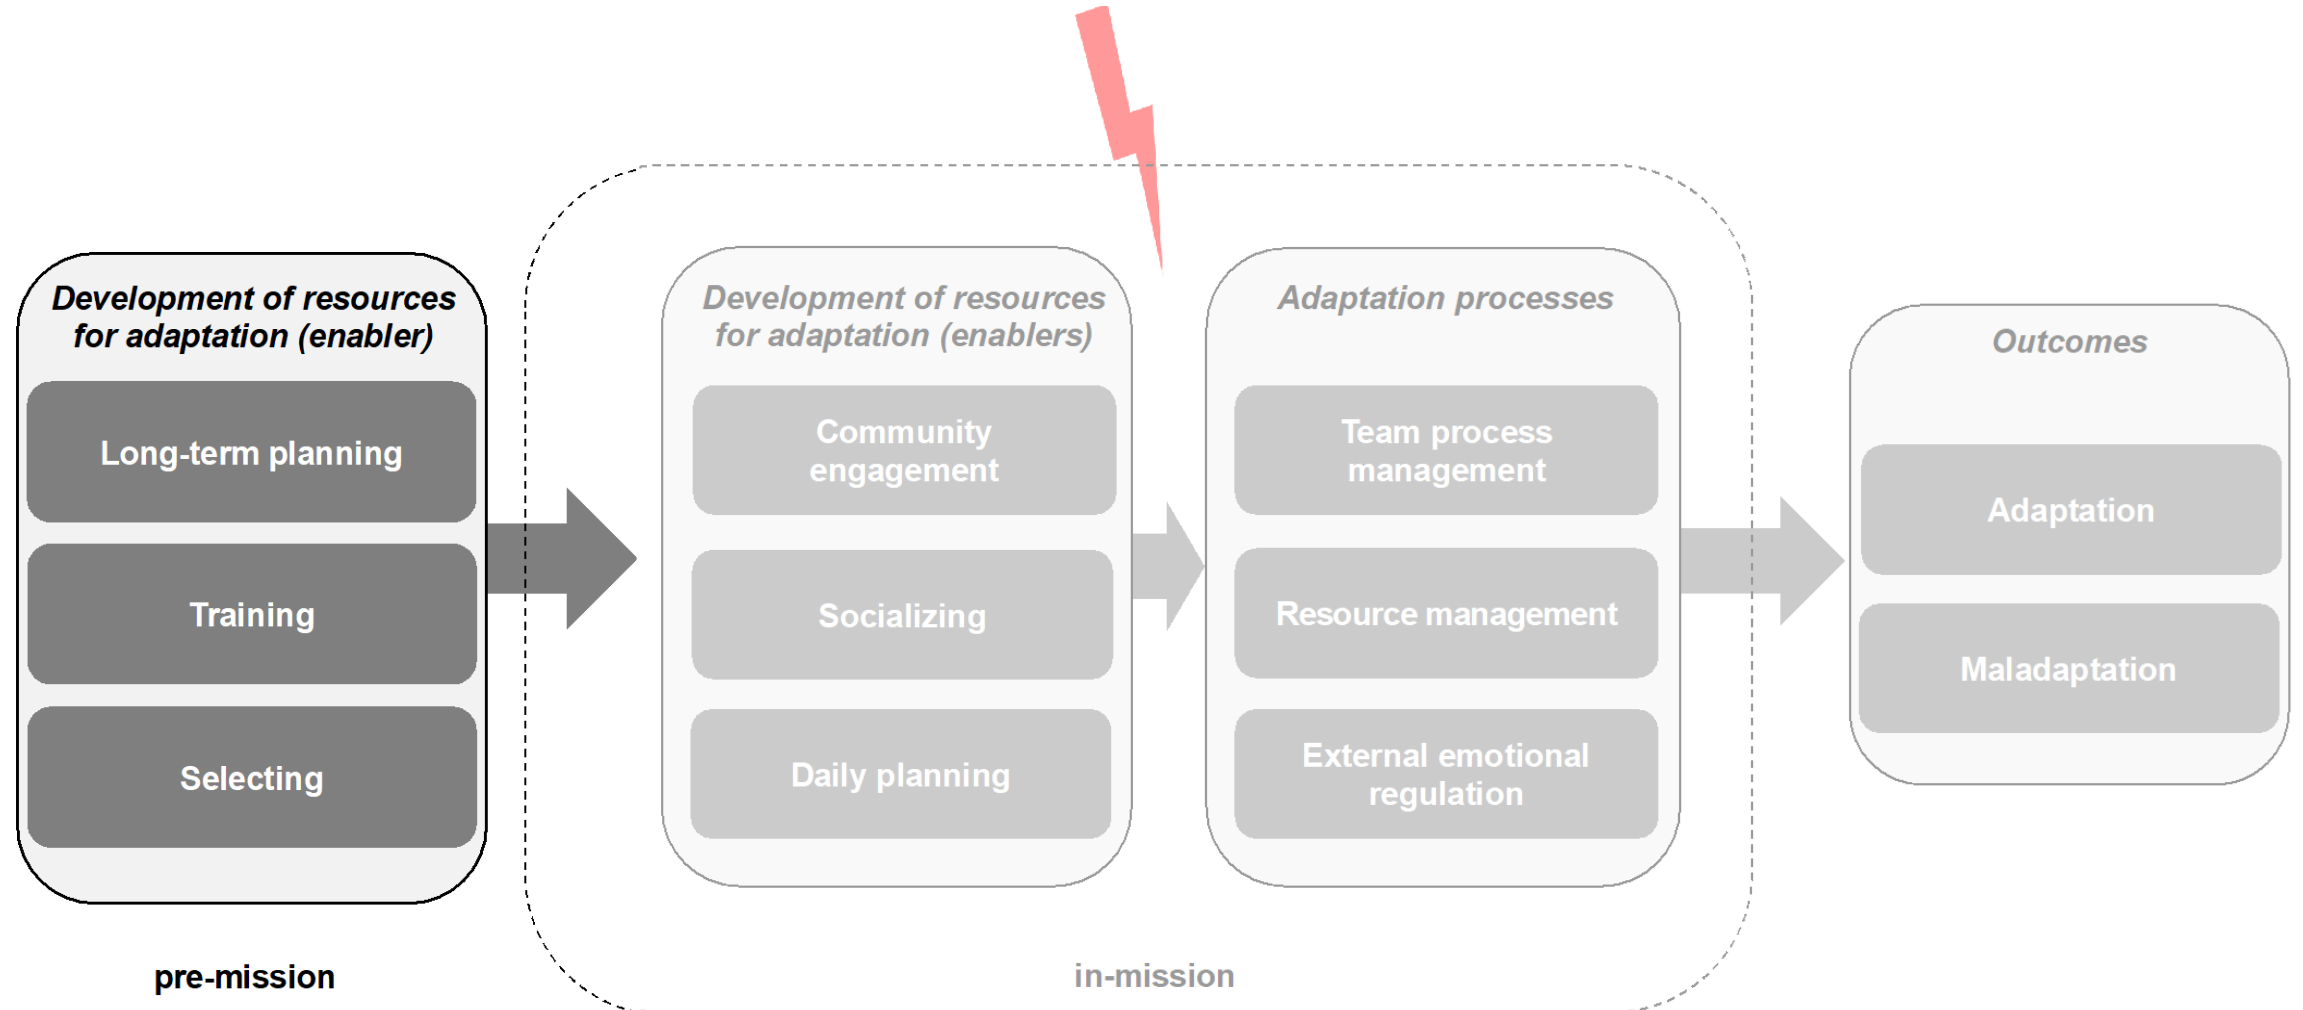 Development of resources
for adaptation (enabler)
Long-term planning
Training
Selecting
pre-mission
Development of resources
for adaptation (enablers)
Community
engagement
Socializing
Daily planning
Adaptation processes
Team process
management
Resource management
External emotional
regulation
in-mission
Outcomes
Adaptation
Maladaptation